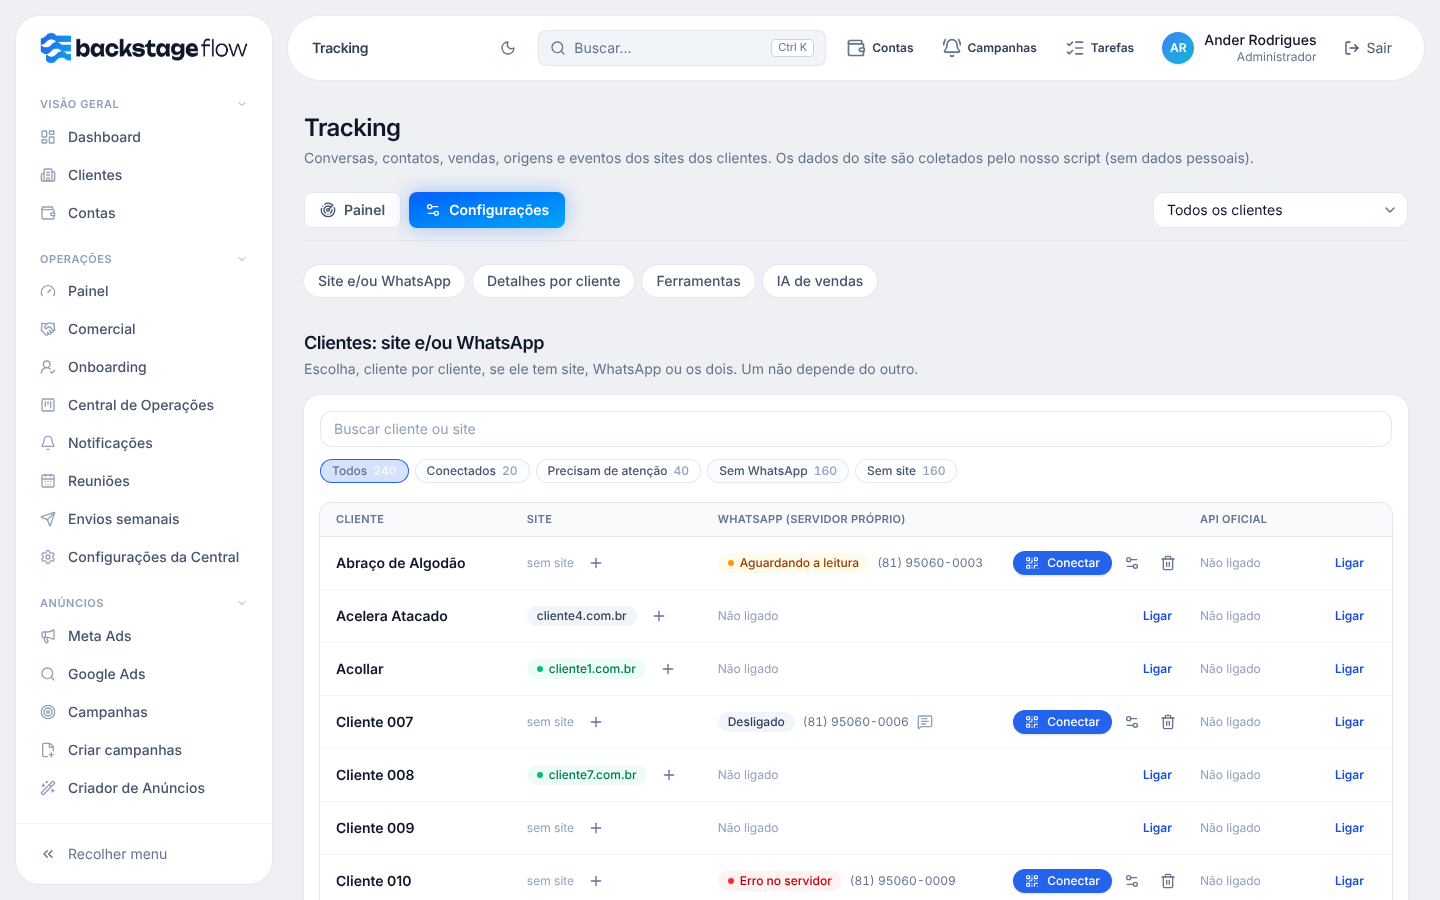 backstageflow
VISÃO GERAL
Dashboard
Clientes
Contas
OPERAÇÕES
Painel
Comercial
Onboarding
Central de Operações
Notificações
Reuniões
Envios semanais
Configurações da Central
ANÚNCIOS
Meta Ads
Google Ads
Campanhas
Criar campanhas
Criador de Anúncios
Recolher menu
Tracking
Buscar...
Ctrl K
Contas
Campanhas
Tarefas
AR
Ander Rodrigues
Administrador
Sair
Tracking
Conversas, contatos, vendas, origens e eventos dos sites dos clientes. Os dados do site são coletados pelo nosso script (sem dados pessoais).
Painel
Configurações
Todos os clientes
Site e/ou WhatsApp
Detalhes por cliente
Ferramentas
IA de vendas
Clientes: site e/ou WhatsApp
Escolha, cliente por cliente, se ele tem site, WhatsApp ou os dois. Um não depende do outro.
Buscar cliente ou site
Todos 240
Conectados 20
Precisam de atenção 40
Sem WhatsApp 160
Sem site 160
CLIENTE SITE WHATSAPP (SERVIDOR PRÓPRIO) API OFICIAL
Abraço de Algodão sem site Aguardando a leitura (81) 95060-0003 Conectar Não ligado Ligar
Acelera Atacado cliente4.com.br Não ligado Ligar Não ligado Ligar
Acollar cliente1.com.br Não ligado Ligar Não ligado Ligar
Cliente 007 sem site Desligado (81) 95060-0006 Conectar Não ligado Ligar
Cliente 008 cliente7.com.br Não ligado Ligar Não ligado Ligar
Cliente 009 sem site Não ligado Ligar Não ligado Ligar
Cliente 010 sem site Erro no servidor (81) 95060-0009 Conectar Não ligado Ligar